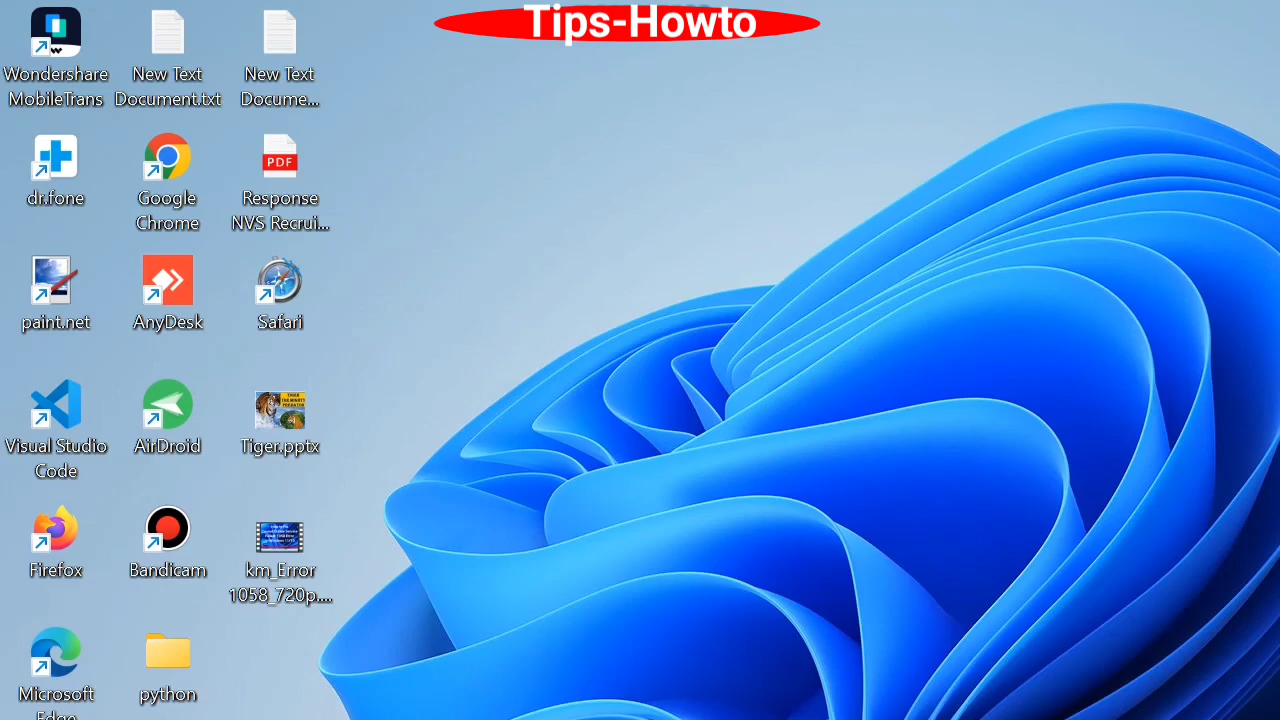 Tips-Howto
Wondershare
MobileTrans
New Text
Document.txt
New Text
Docume...
dr.fone
Google
Chrome
PDF
Response
NVS Recrui...
paint.net
AnyDesk
Safari
Visual Studio
Code
AirDroid
Tiger.pptx
Firefox
Bandicam
km_Error
1058_720p....
Microsoft
Edge
python